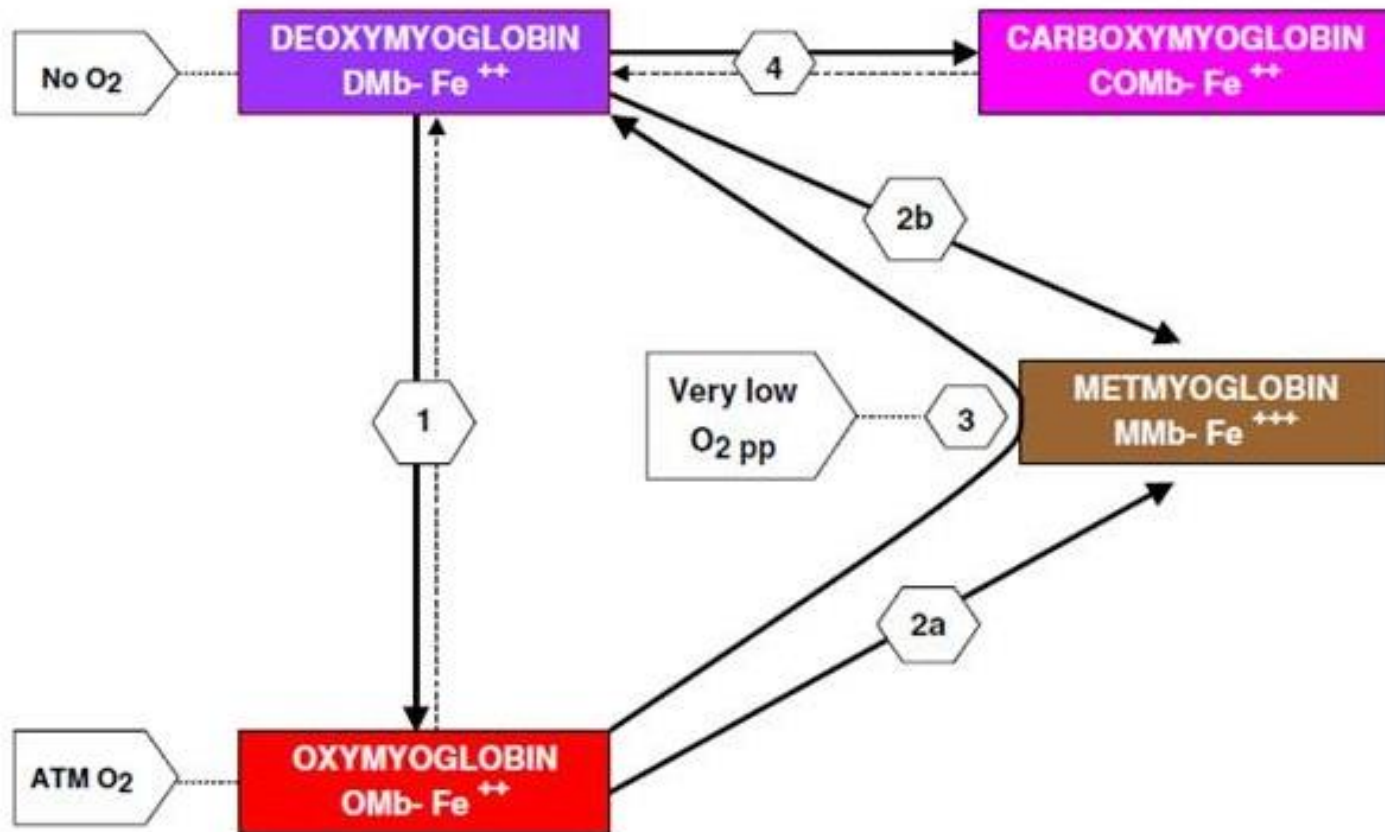 DEOXYMYOGLOBIN
DMb- Fe ++
CARBOXYMYOGLOBIN
COMb- Fe ++
No O2
4
2b
Very low
O2 pp
3
METMYOGLOBIN
MMb- Fe +++
1
2a
ATM O2
OXYMYOGLOBIN
OMb- Fe ++